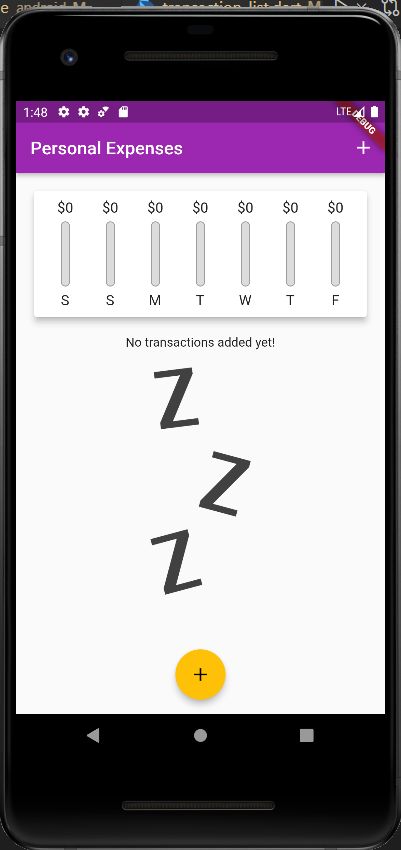 transaction_list.dart M
1:48 LTE
DEBUG
Personal Expenses +
$0 $0 $0 $0 $0 $0 $0
S S M T W T F
No transactions added yet!
Z
Z
Z
+